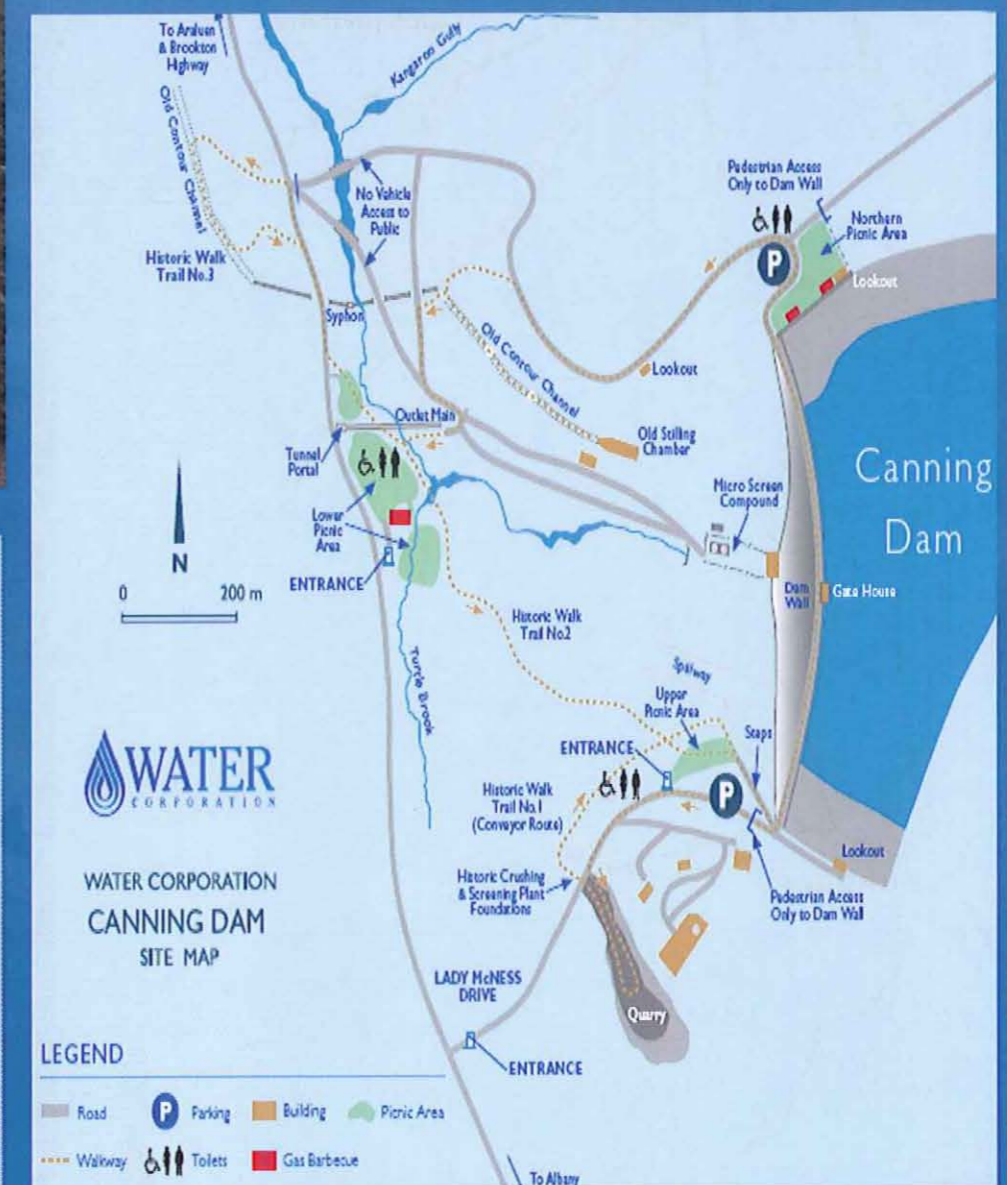 To Araluen
& Brookton
Highway
Kangaroo Gully
Old Contour Channel
No Vehicle
Access to
Public
Pedestrian Access
Only to Dam Wall
P
Northern
Picnic Area
Lookout
Historic Walk
Trail No.3
Syphon
Old Contour Channel
Lookout
Outlet Main
Old Stilling
Chamber
Tunnel
Portal
Micro Screen
Compound
Canning
Dam
N
0 200 m
Lower
Picnic
Area
ENTRANCE
Dam
Wall
Gate House
Historic Walk
Trail No.2
Turtle Brook
Spillway
Upper
Picnic Area
Steps
ENTRANCE
P
WATER
CORPORATION
Historic Walk
Trail No.1
(Conveyor Route)
Lookout
Historic Crushing
& Screening Plant
Foundations
Pedestrian Access
Only to Dam Wall
WATER CORPORATION
CANNING DAM
SITE MAP
LADY McNESS
DRIVE
Quarry
ENTRANCE
LEGEND
Road P Parking Building Picnic Area
Walkway Toilets Gas Barbecue
To Albany